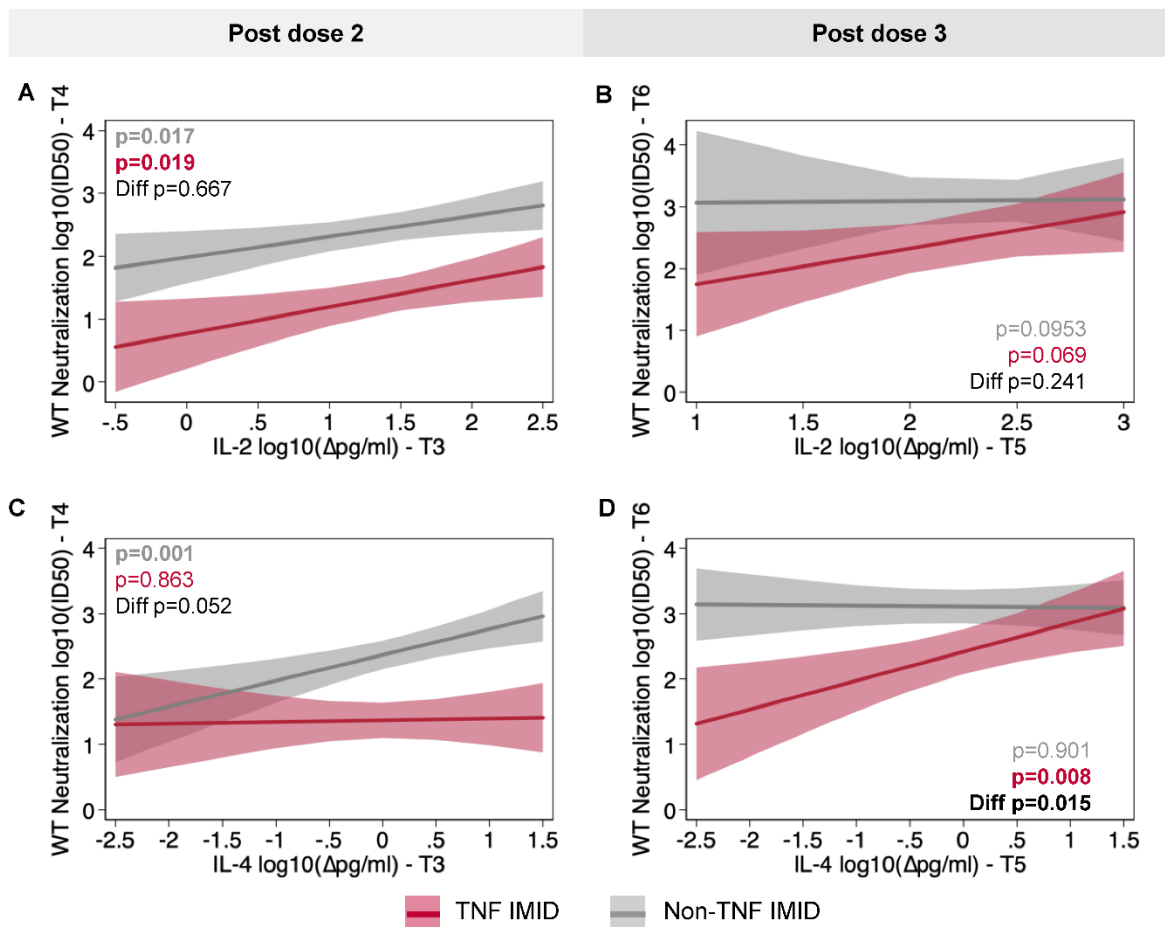 Post dose 2
Post dose 3
A
WT Neutralization log10(ID50) - T4
4
3
2
1
0
p=0.017
p=0.019
Diff p=0.667
-.5 0 .5 1 1.5 2 2.5
IL-2 log10(Δpg/ml) - T3
B
WT Neutralization log10(ID50) - T6
4
3
2
1
0
p=0.0953
p=0.069
Diff p=0.241
1 1.5 2 2.5 3
IL-2 log10(Δpg/ml) - T5
C
WT Neutralization log10(ID50) - T4
4
3
2
1
0
p=0.001
p=0.863
Diff p=0.052
-2.5 -2 -1.5 -1 -.5 0 .5 1 1.5
IL-4 log10(Δpg/ml) - T3
D
WT Neutralization log10(ID50) - T6
4
3
2
1
0
p=0.901
p=0.008
Diff p=0.015
-2.5 -2 -1.5 -1 -.5 0 .5 1 1.5
IL-4 log10(Δpg/ml) - T5
TNF IMID
Non-TNF IMID